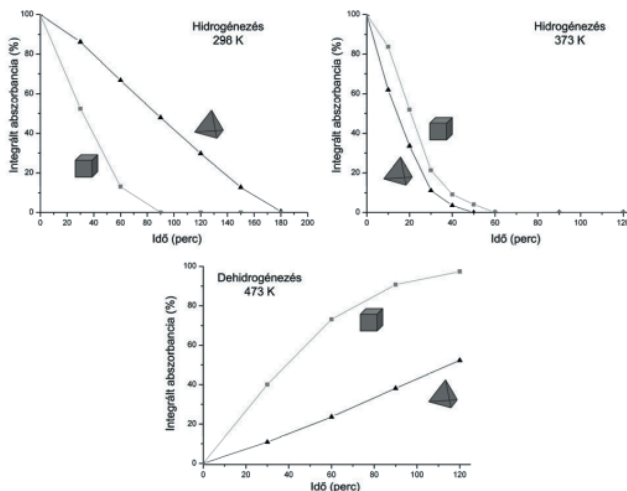 Hidrogénezés
298 K
Integrált abszorbancia (%)
100
80
60
40
20
0
0 20 40 60 80 100 120 140 160 180 200
Idő (perc)
Hidrogénezés
373 K
Integrált abszorbancia (%)
100
80
60
40
20
0
0 20 40 60 80 100 120
Idő (perc)
Dehidrogénezés
473 K
Integrált abszorbancia (%)
100
80
60
40
20
0
0 20 40 60 80 100 120
Idő (perc)